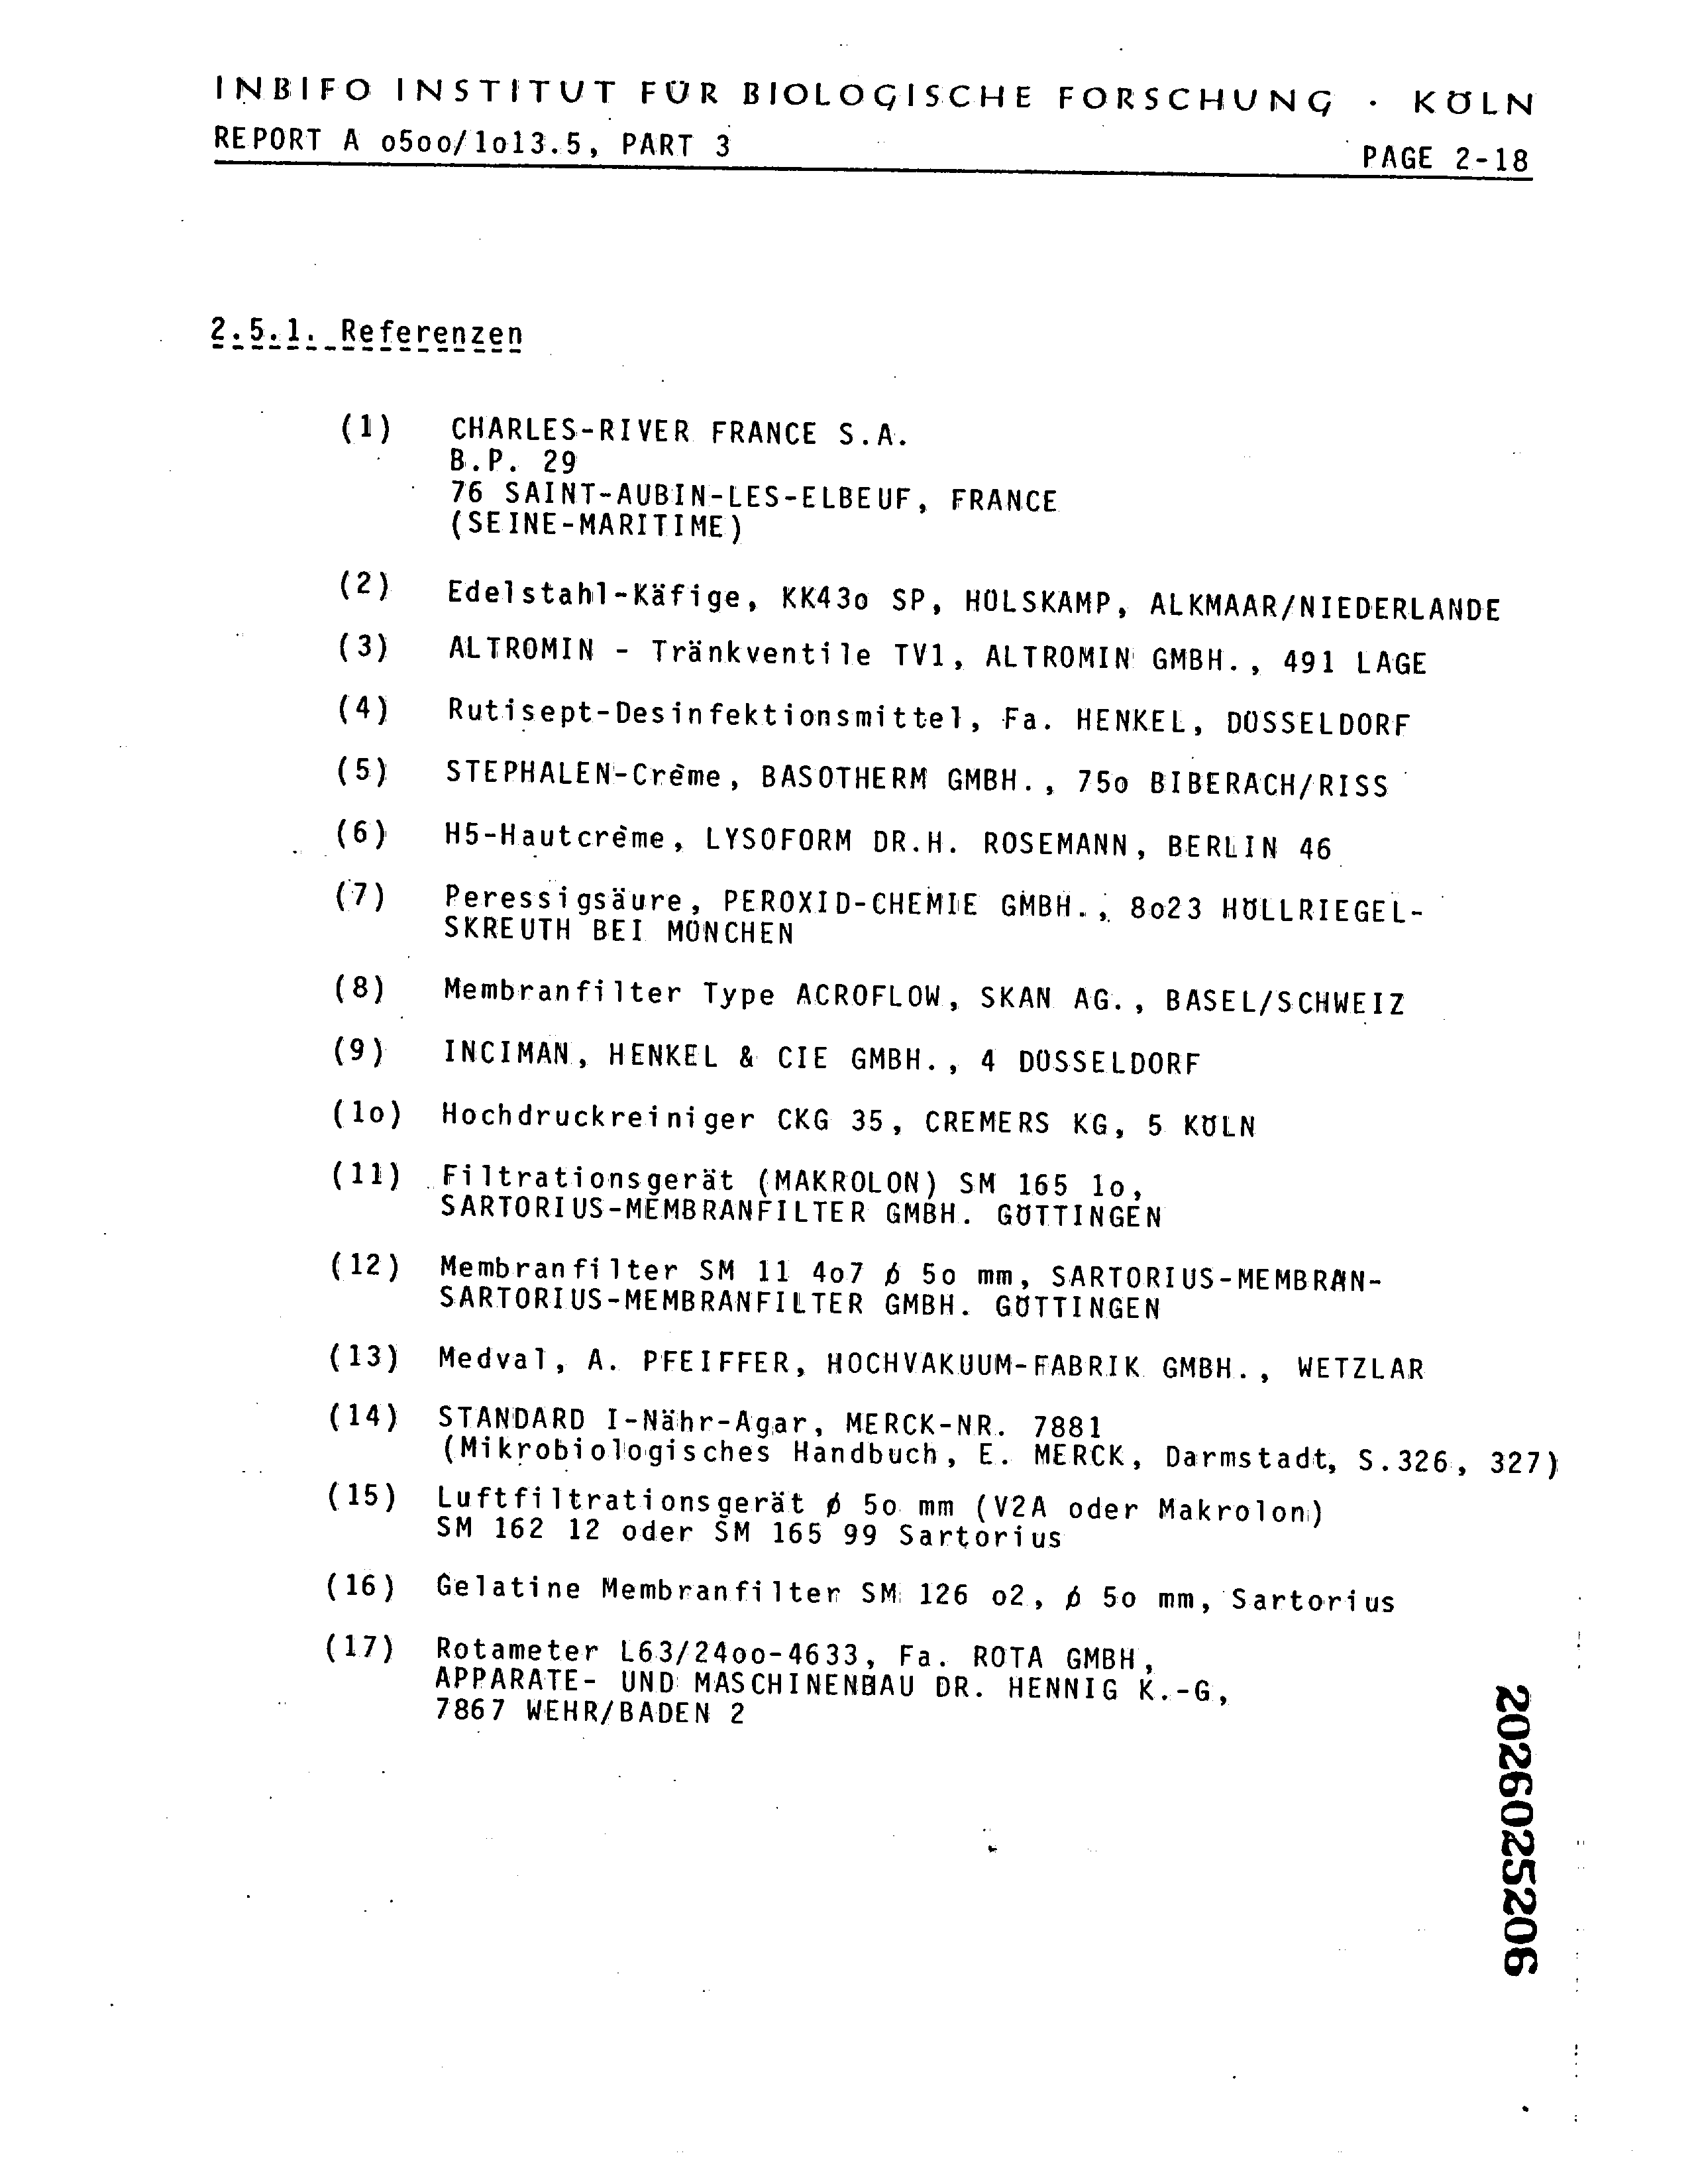 INBIFO INSTITUT FÜR BIOLOGISCHE FORSCHUNG · KÖLN
REPORT A o5oo/1o13.5, PART 3
PAGE 2-18
2.5.1. Referenzen
(1) CHARLES-RIVER FRANCE S.A.
B.P. 29
76 SAINT-AUBIN-LES-ELBEUF, FRANCE
(SEINE-MARITIME)
(2) Edelstahl-Käfige, KK43o SP, HÜLSKAMP, ALKMAAR/NIEDERLANDE
(3) ALTROMIN - Tränkventile TV1, ALTROMIN GMBH., 491 LAGE
(4) Rutisept-Desinfektionsmittel, Fa. HENKEL, DÜSSELDORF
(5) STEPHALEN-Crème, BASOTHERM GMBH., 75o BIBERACH/RISS
(6) H5-Hautcrème, LYSOFORM DR.H. ROSEMANN, BERLIN 46
(7) Peressigsäure, PEROXID-CHEMIE GMBH., 8o23 HÖLLRIEGEL-
SKREUTH BEI MÜNCHEN
(8) Membranfilter Type ACROFLOW, SKAN AG., BASEL/SCHWEIZ
(9) INCIMAN, HENKEL & CIE GMBH., 4 DÜSSELDORF
(1o) Hochdruckreiniger CKG 35, CREMERS KG, 5 KÖLN
(11) Filtrationsgerät (MAKROLON) SM 165 1o,
SARTORIUS-MEMBRANFILTER GMBH. GÖTTINGEN
(12) Membranfilter SM 11 4o7 ø 5o mm, SARTORIUS-MEMBRAN-
SARTORIUS-MEMBRANFILTER GMBH. GÖTTINGEN
(13) Medval, A. PFEIFFER, HOCHVAKUUM-FABRIK GMBH., WETZLAR
(14) STANDARD I-Nähr-Agar, MERCK-NR. 7881
(Mikrobiologisches Handbuch, E. MERCK, Darmstadt, S.326, 327)
(15) Luftfiltrationsgerät ø 5o mm (V2A oder Makrolon)
SM 162 12 oder SM 165 99 Sartorius
(16) Gelatine Membranfilter SM 126 o2, ø 5o mm, Sartorius
(17) Rotameter L63/24oo-4633, Fa. ROTA GMBH,
APPARATE- UND MASCHINENBAU DR. HENNIG K.-G,
7867 WEHR/BADEN 2
2026025206